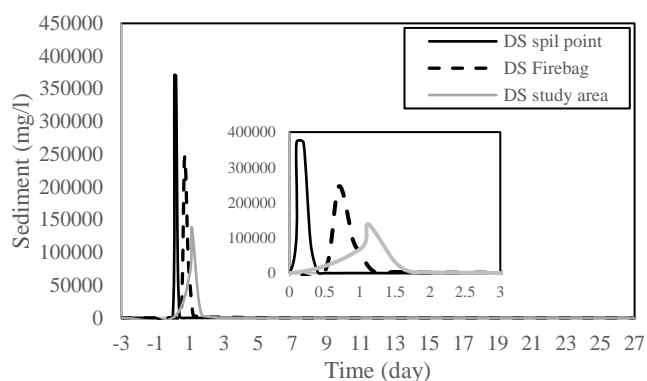 450000
400000
350000
300000
250000
200000
150000
100000
50000
0
Sediment (mg/l)
DS spil point
DS Firebag
DS study area
400000
300000
200000
100000
0
0 0.5 1 1.5 2 2.5 3
-3 -1 1 3 5 7 9 11 13 15 17 19 21 23 25 27
Time (day)